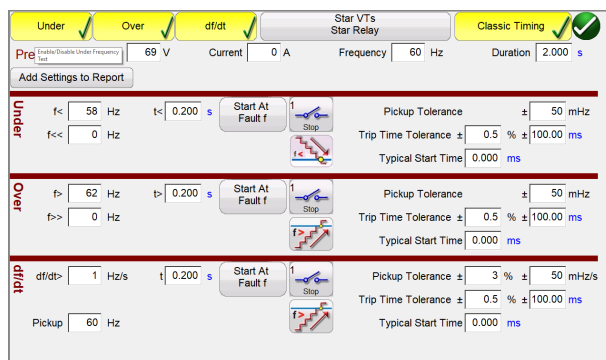 Under Over df/dt Star VTs Star Relay Classic Timing
Pre Enable/Disable Under Frequency Test 69 V Current 0 A Frequency 60 Hz Duration 2.000 s
Add Settings to Report
Under
f< 58 Hz t< 0.200 s Start At Fault f 1 Stop Pickup Tolerance ± 50 mHz
f<< 0 Hz Trip Time Tolerance ± 0.5 % ± 100.00 ms
f< Typical Start Time 0.000 ms
Over
f> 62 Hz t> 0.200 s Start At Fault f 1 Stop Pickup Tolerance ± 50 mHz
f>> 0 Hz Trip Time Tolerance ± 0.5 % ± 100.00 ms
f> Typical Start Time 0.000 ms
df/dt
df/dt> 1 Hz/s t 0.200 s Start At Fault f 1 Stop Pickup Tolerance ± 3 % ± 50 mHz/s
Trip Time Tolerance ± 0.5 % ± 100.00 ms
Pickup 60 Hz f> Typical Start Time 0.000 ms